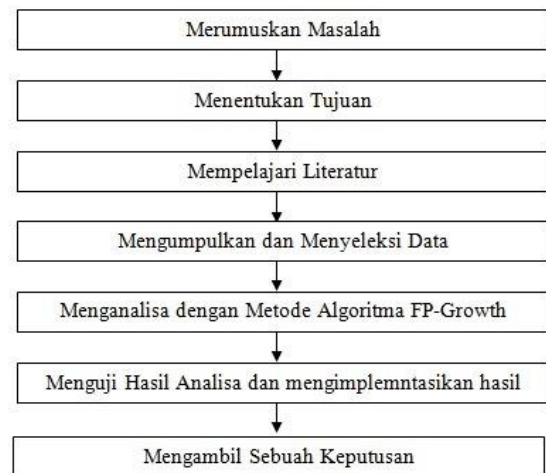 Merumuskan Masalah
Menentukan Tujuan
Mempelajari Literatur
Mengumpulkan dan Menyeleksi Data
Menganalisa dengan Metode Algoritma FP-Growth
Menguji Hasil Analisa dan mengimplemntasikan hasil
Mengambil Sebuah Keputusan